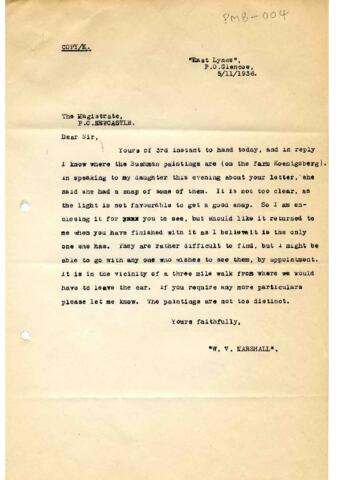 PMB-004
COPY/K.
"East Lynne",
P.O.Glencoe,
5/11/1936.
The Magistrate,
P.O.NEWCASTLE.
Dear Sir,
Yours of 3rd instant to hand today, and in reply
I know where the Bushman paintings are (on the farm Koenigsberg).
In speaking to my daughter this evening about your letter, she
said she had a snap of some of them. It is not too clear, as
the light is not favourable to get a good snap. So I am en-
closing it for you to see, but should like it returned to
me when you have finished with it as I believe it is the only
one she has. They are rather difficult to find, but I might be
able to go with any one who wishes to see them, by appointment.
It is in the vicinity of a three mile walk from where we would
have to leave the car. If you require any more particulars
please let me know. The paintings are not too distinct.
Yours faithfully,
"W. V. MARSHALL".